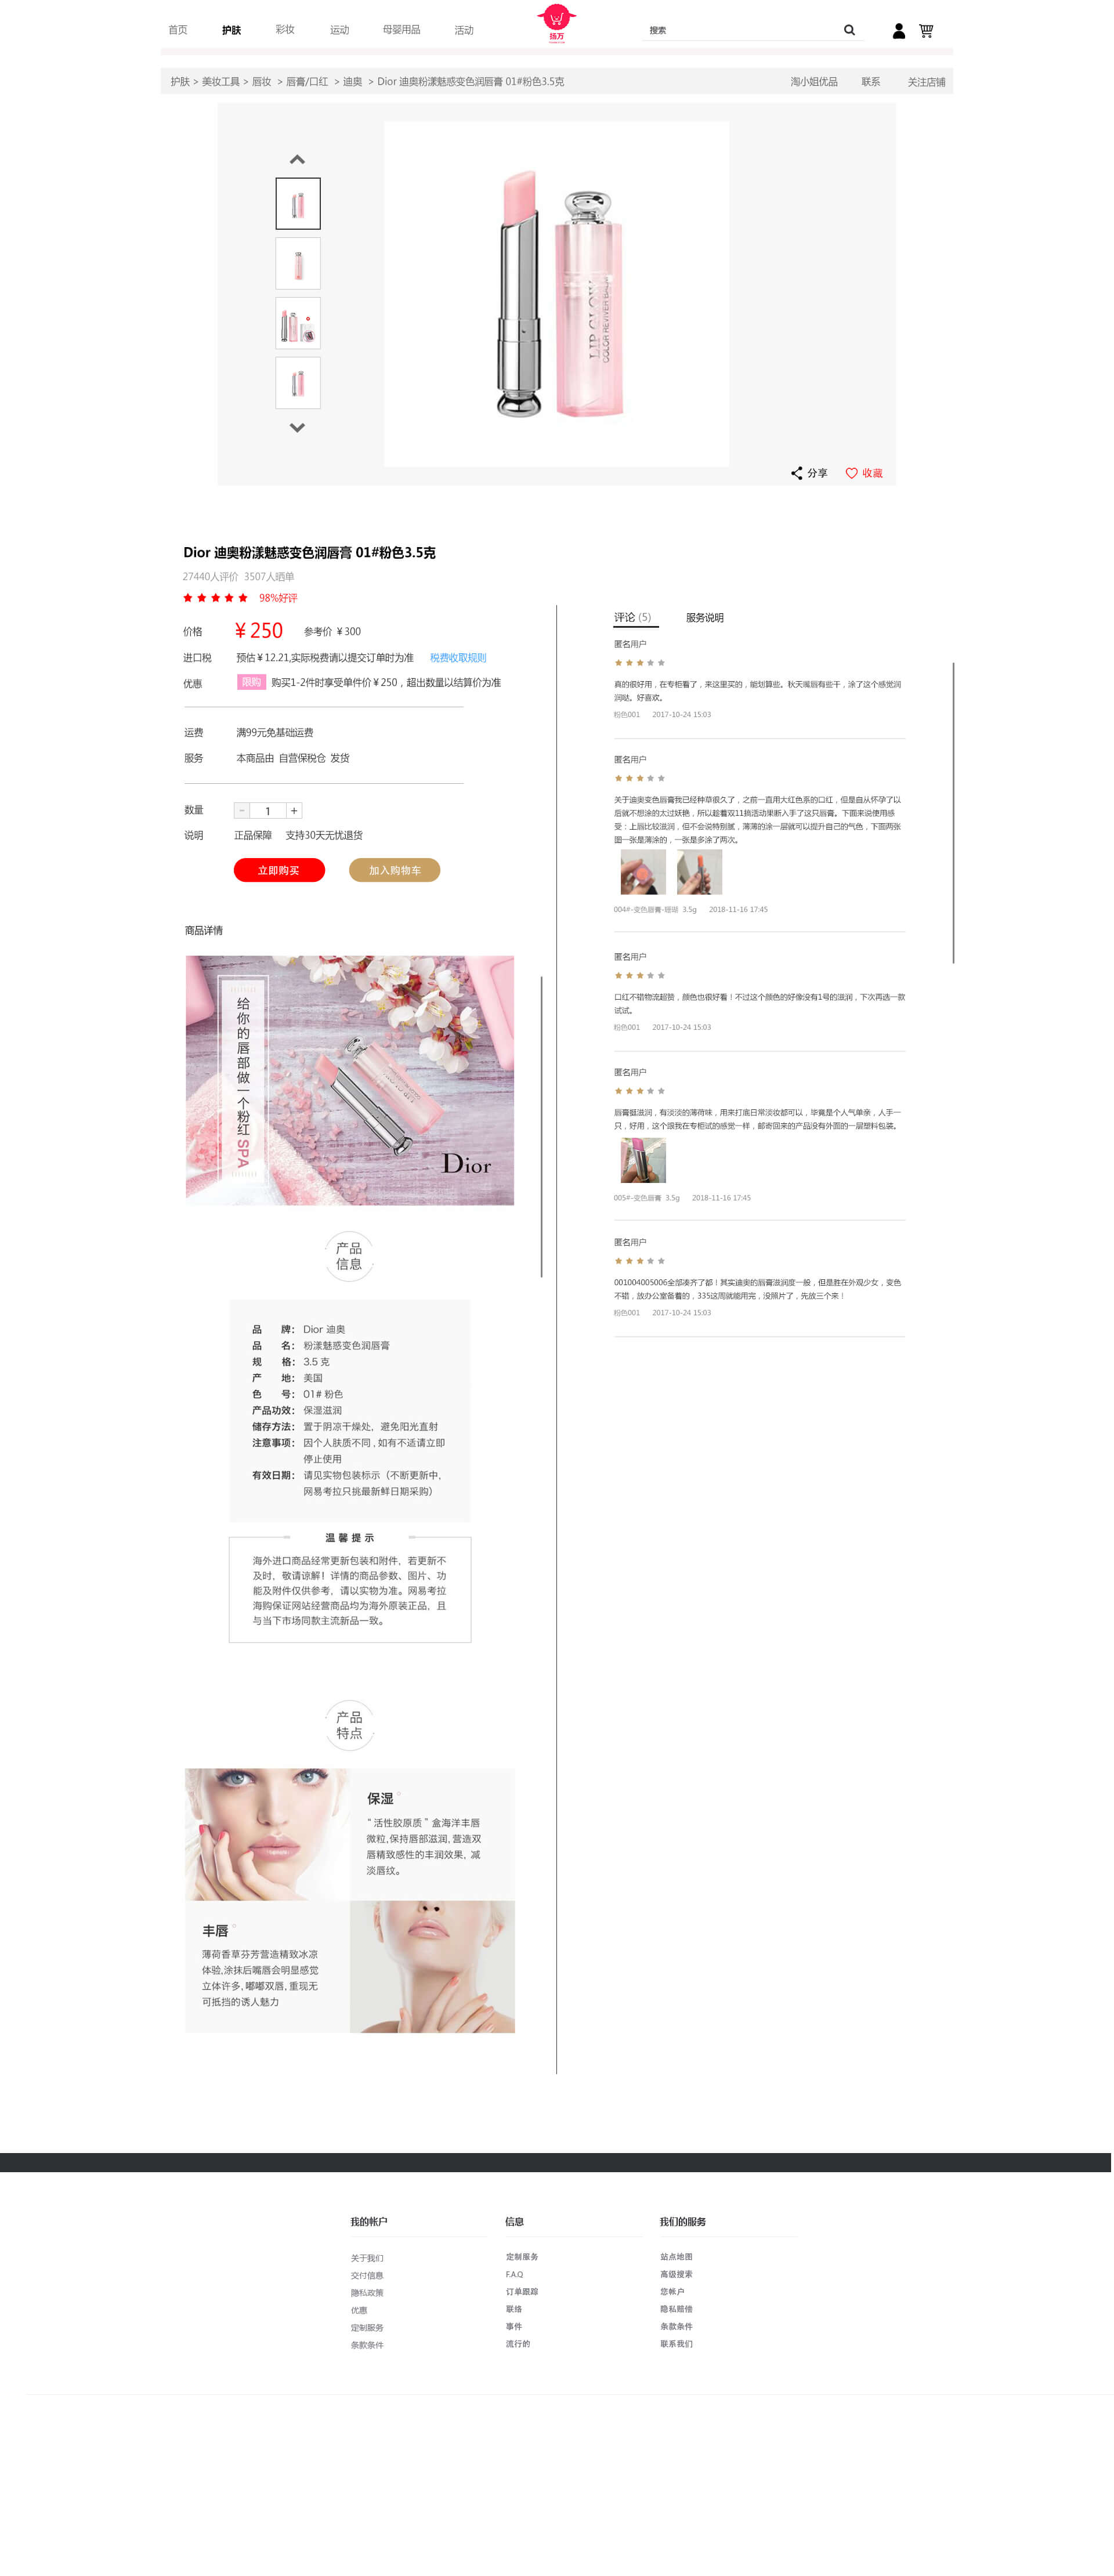 首页
护肤
彩妆
运动
母婴用品
活动
扬万
搜索
护肤 > 美妆工具 > 唇妆 > 唇膏/口红 > 迪奥 > Dior 迪奥粉漾魅惑变色润唇膏 01#粉色3.5克
淘小姐优品
联系
关注店铺
LIP GLOW
COLOR REVIVER BALM
分享
收藏
Dior 迪奥粉漾魅惑变色润唇膏 01#粉色3.5克
27440人评价 3507人晒单
98%好评
价格 ￥250 参考价 ￥300
进口税 预估￥12.21,实际税费请以提交订单时为准 税费收取规则
优惠 限购 购买1-2件时享受单件价￥250，超出数量以结算价为准
运费 满99元免基础运费
服务 本商品由 自营保税仓 发货
数量 - 1 +
说明 正品保障 支持30天无忧退货
立即购买
加入购物车
商品详情
给你的唇部做一个粉红SPA
Dior
产品
信息
品 牌： Dior 迪奥
品 名： 粉漾魅惑变色润唇膏
规 格： 3.5 克
产 地： 美国
色 号： 01# 粉色
产品功效： 保湿滋润
储存方法： 置于阴凉干燥处，避免阳光直射
注意事项： 因个人肤质不同，如有不适请立即
停止使用
有效日期： 请见实物包装标示（不断更新中，
网易考拉只挑最新鲜日期采购）
温馨提示
海外进口商品经常更新包装和附件，若更新不
及时，敬请谅解！详情的商品参数、图片、功
能及附件仅供参考，请以实物为准。网易考拉
海购保证网站经营商品均为海外原装正品，且
与当下市场同款主流新品一致。
产品
特点
保湿
“活性胶原质”盒海洋丰唇
微粒,保持唇部滋润,营造双
唇精致感性的丰润效果，减
淡唇纹。
丰唇
薄荷香草芬芳营造精致冰凉
体验,涂抹后嘴唇会明显感觉
立体许多,嘟嘟双唇,重现无
可抵挡的诱人魅力
评论 (5)
服务说明
匿名用户
真的很好用，在专柜看了，来这里买的，能划算些。秋天嘴唇有些干，涂了这个感觉润
润哒。好喜欢。
粉色001 2017-10-24 15:03
匿名用户
关于迪奥变色唇膏我已经种草很久了，之前一直用大红色系的口红，但是自从怀孕了以
后就不想涂的太过妖艳，所以趁着双11搞活动果断入手了这只唇膏。下面来说使用感
受：上唇比较滋润，但不会说特别腻，薄薄的涂一层就可以提升自己的气色，下面两张
图一张是薄涂的，一张是多涂了两次。
004#-变色唇膏-珊瑚 3.5g 2018-11-16 17:45
匿名用户
口红不错物流超赞，颜色也很好看！不过这个颜色的好像没有1号的滋润，下次再选一款
试试。
粉色001 2017-10-24 15:03
匿名用户
唇膏挺滋润，有淡淡的薄荷味，用来打底日常淡妆都可以，毕竟是个人气单亲，人手一
只，好用，这个跟我在专柜试的感觉一样，邮寄回来的产品没有外面的一层塑料包装。
005#-变色唇膏 3.5g 2018-11-16 17:45
匿名用户
001004005006全部凑齐了都！其实迪奥的唇膏滋润度一般，但是胜在外观少女，变色
不错，放办公室备着的，335这周就能用完，没照片了，先放三个来！
粉色001 2017-10-24 15:03
我的帐户
关于我们
交付信息
隐私政策
优惠
定制服务
条款条件
信息
定制服务
F.A.Q
订单跟踪
联络
事件
流行的
我们的服务
站点地图
高级搜索
您帐户
隐私赔偿
条款条件
联系我们